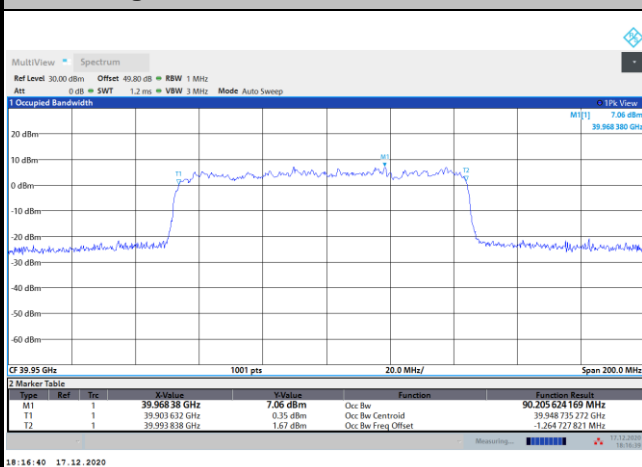 MultiView Spectrum
Ref Level 30.00 dBm Offset 49.80 dB RBW 1 MHz
Att 0 dB SWT 1.2 ms VBW 3 MHz Mode Auto Sweep
1 Occupied Bandwidth 1Pk View
M1[1] 7.06 dBm
39.968 380 GHz
20 dBm
10 dBm
M1
T1 T2
0 dBm
-10 dBm
-20 dBm
-30 dBm
-40 dBm
-50 dBm
-60 dBm
CF 39.95 GHz 1001 pts 20.0 MHz/ Span 200.0 MHz
2 Marker Table
Type Ref Trc X-Value Y-Value Function Function Result
M1 1 39.968 38 GHz 7.06 dBm Occ Bw 90.205 624 169 MHz
T1 1 39.903 632 GHz 0.35 dBm Occ Bw Centroid 39.948 735 272 GHz
T2 1 39.993 838 GHz 1.67 dBm Occ Bw Freq Offset -1.264 727 821 MHz
Measuring... 17.12.2020
18:16:39
18:16:40 17.12.2020